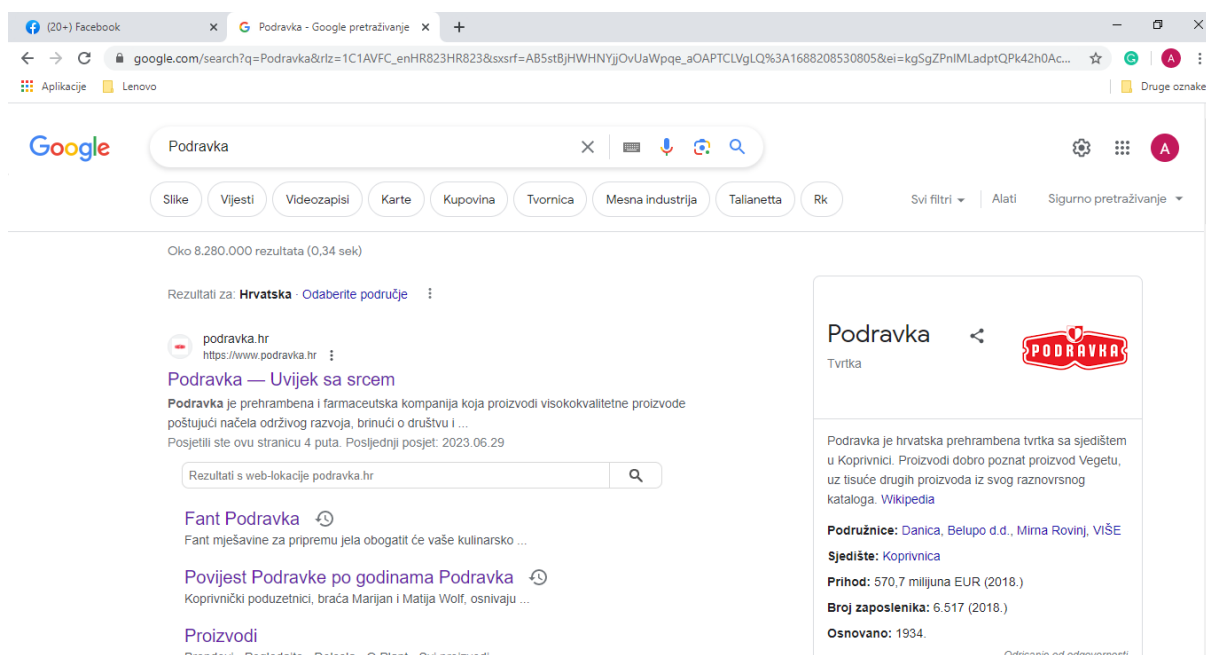 (20+) Facebook
Podravka - Google pretraživanje
google.com/search?q=Podravka&rlz=1C1AVFC_enHR823HR823&sxsrf=AB5stBjHWHNYjjOvUaWpqe_aOAPTCLVgLQ%3A1688208530805&ei=kgSgZPnIMLadptQPk42h0Ac...
A
Aplikacije
Lenovo
Druge oznake
Google
Podravka
A
Slike
Vijesti
Videozapisi
Karte
Kupovina
Tvornica
Mesna industrija
Talianetta
Rk
Svi filtri
Alati
Sigurno pretraživanje
Oko 8.280.000 rezultata (0,34 sek)
Rezultati za: Hrvatska · Odaberite područje
podravka.hr
https://www.podravka.hr
Podravka — Uvijek sa srcem
Podravka je prehrambena i farmaceutska kompanija koja proizvodi visokokvalitetne proizvode
poštujući načela održivog razvoja, brinući o društvu i ...
Posjetili ste ovu stranicu 4 puta. Posljednji posjet: 2023.06.29
Rezultati s web-lokacije podravka.hr
Fant Podravka
Fant mješavine za pripremu jela obogatit će vaše kulinarsko ...
Povijest Podravke po godinama Podravka
Koprivnički poduzetnici, braća Marijan i Matija Wolf, osnivaju ...
Proizvodi
Podravka
Tvrtka
PODRAVKA
Podravka je hrvatska prehrambena tvrtka sa sjedištem
u Koprivnici. Proizvodi dobro poznat proizvod Vegetu,
uz tisuće drugih proizvoda iz svog raznovrsnog
kataloga. Wikipedia
Podružnice: Danica, Belupo d.d., Mirna Rovinj, VIŠE
Sjedište: Koprivnica
Prihod: 570,7 milijuna EUR (2018.)
Broj zaposlenika: 6.517 (2018.)
Osnovano: 1934.